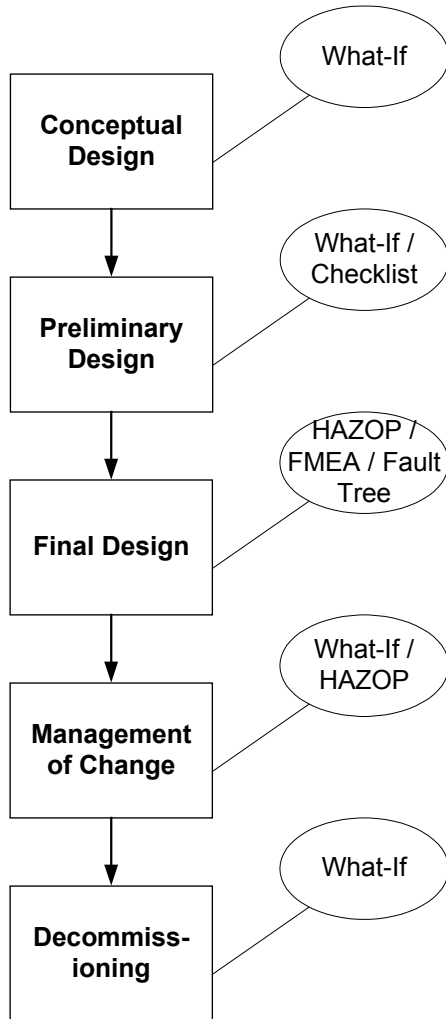 What-If
Conceptual
Design
What-If /
Checklist
Preliminary
Design
HAZOP /
FMEA / Fault
Tree
Final Design
What-If /
HAZOP
Management
of Change
What-If
Decommiss-
ioning